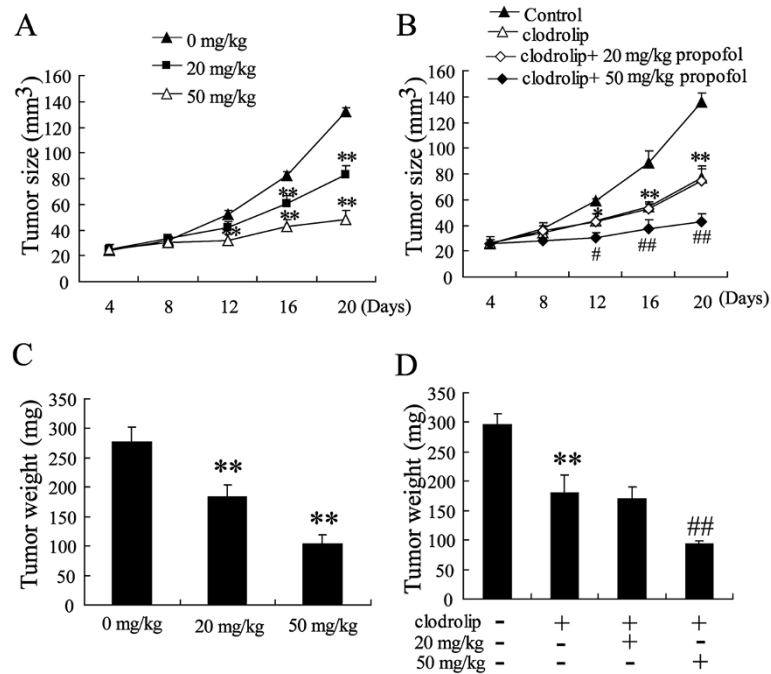 A
0 mg/kg
20 mg/kg
50 mg/kg
Tumor size (mm3)
160
140
120
100
80
60
40
20
0
**
**
**
**
**
4 8 12 16 20 (Days)
B
Control
clodrolip
clodrolip+ 20 mg/kg propofol
clodrolip+ 50 mg/kg propofol
Tumor size (mm3)
160
140
120
100
80
60
40
20
0
**
**
*
# ## ##
4 8 12 16 20 (Days)
C
Tumor weight (mg)
350
300
250
200
150
100
50
0
**
**
0 mg/kg 20 mg/kg 50 mg/kg
D
Tumor weight (mg)
350
300
250
200
150
100
50
0
**
##
clodrolip - + + +
20 mg/kg - - + -
50 mg/kg - - - +